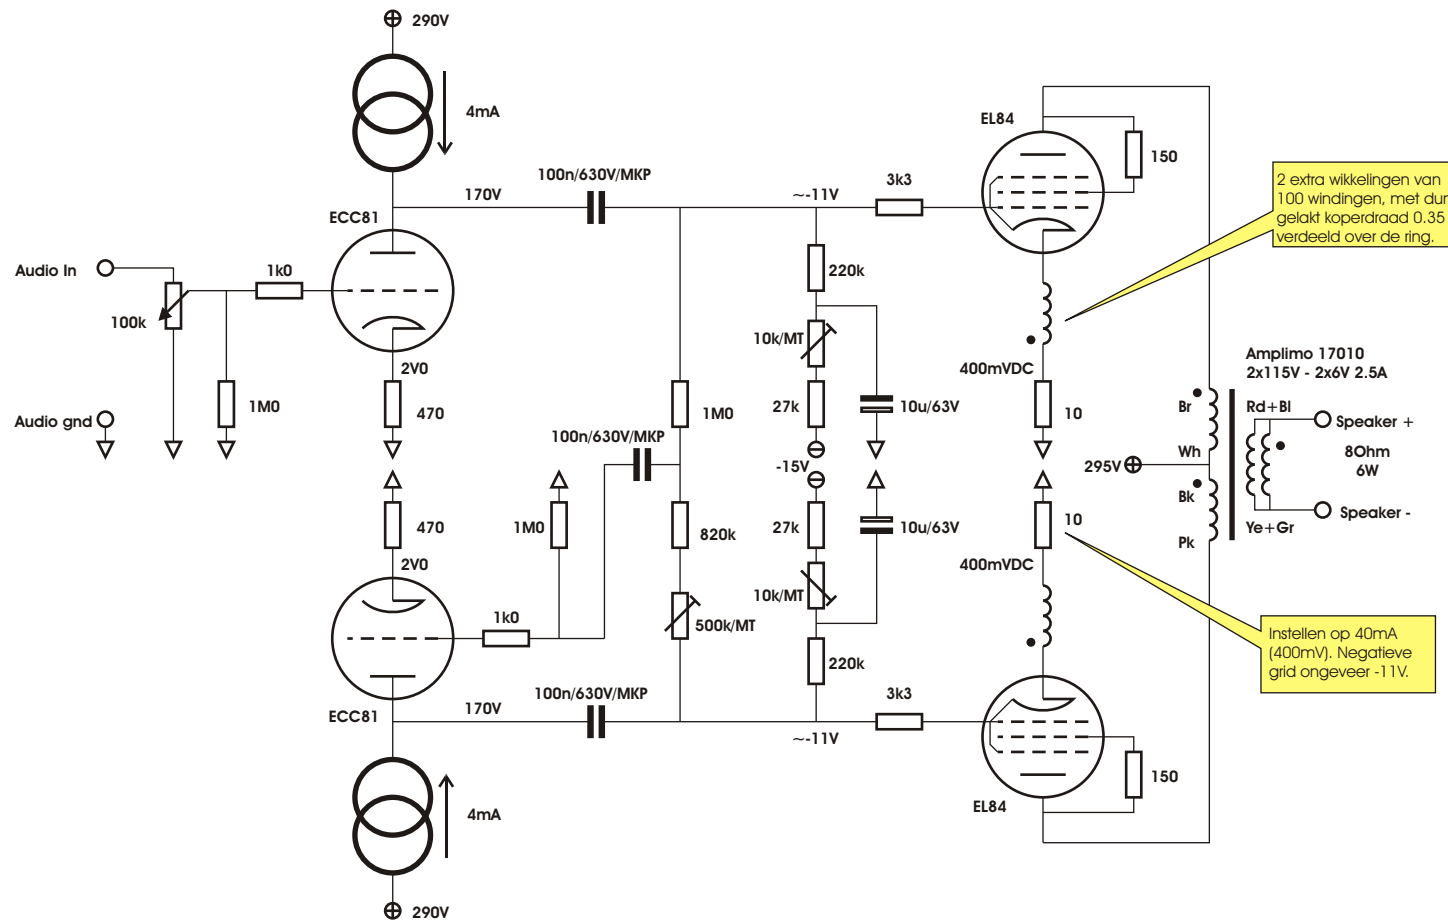 290V
4mA
EL84
150
100n/630V/MKP
3k3
170V
~-11V
ECC81
2 extra wikkelingen van
100 windingen, met dun
gelakt koperdraad 0.35
verdeeld over de ring.
Audio In
1k0
220k
100k
10k/MT
2V0
400mVDC
Amplimo 17010
2x115V - 2x6V 2.5A
1M0
470
1M0
27k
10u/63V
10
Br
Rd+Bl
Audio gnd
Speaker +
100n/630V/MKP
Wh
8Ohm
-15V
295V
6W
Bk
470
1M0
820k
27k
10u/63V
10
Ye+Gr
Speaker -
Pk
2V0
400mVDC
10k/MT
1k0
500k/MT
Instellen op 40mA
(400mV). Negatieve
grid ongeveer -11V.
220k
100n/630V/MKP
3k3
170V
ECC81
~-11V
150
EL84
4mA
290V